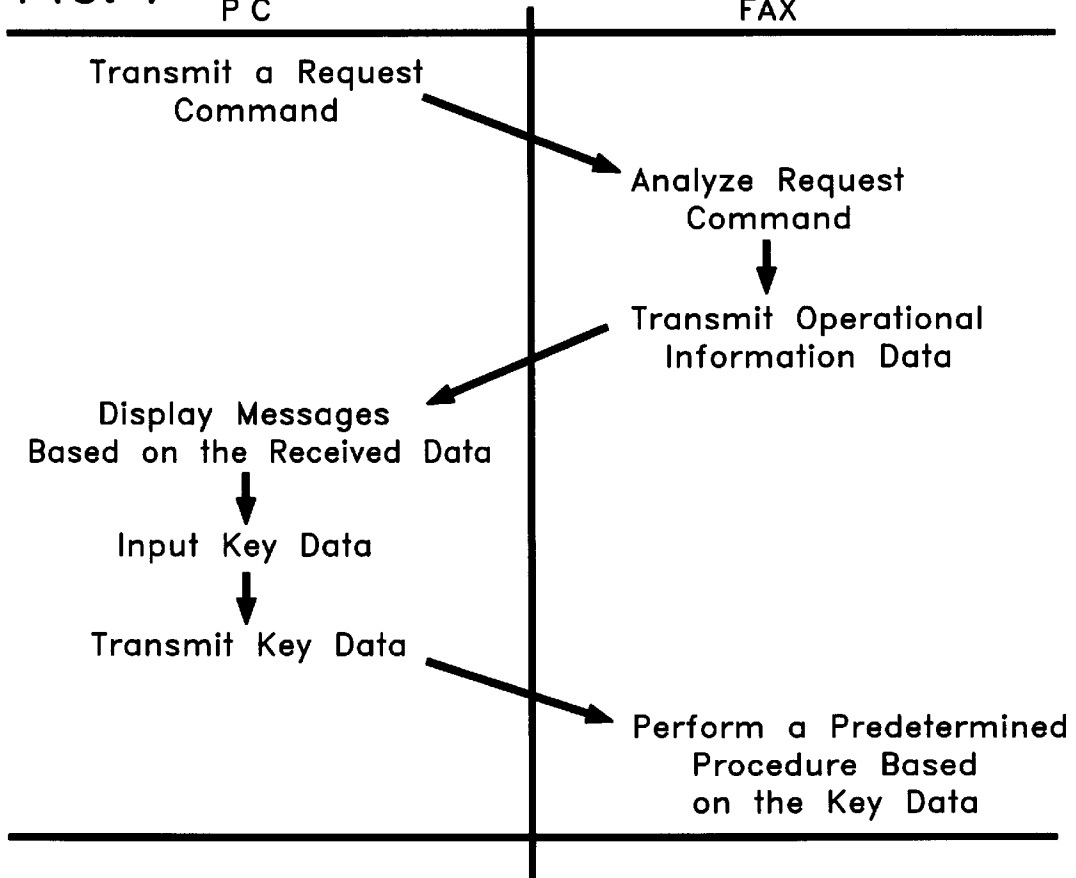 P C
FAX
Transmit a Request
Command
Analyze Request
Command
Transmit Operational
Information Data
Display Messages
Based on the Received Data
Input Key Data
Transmit Key Data
Perform a Predetermined
Procedure Based
on the Key Data